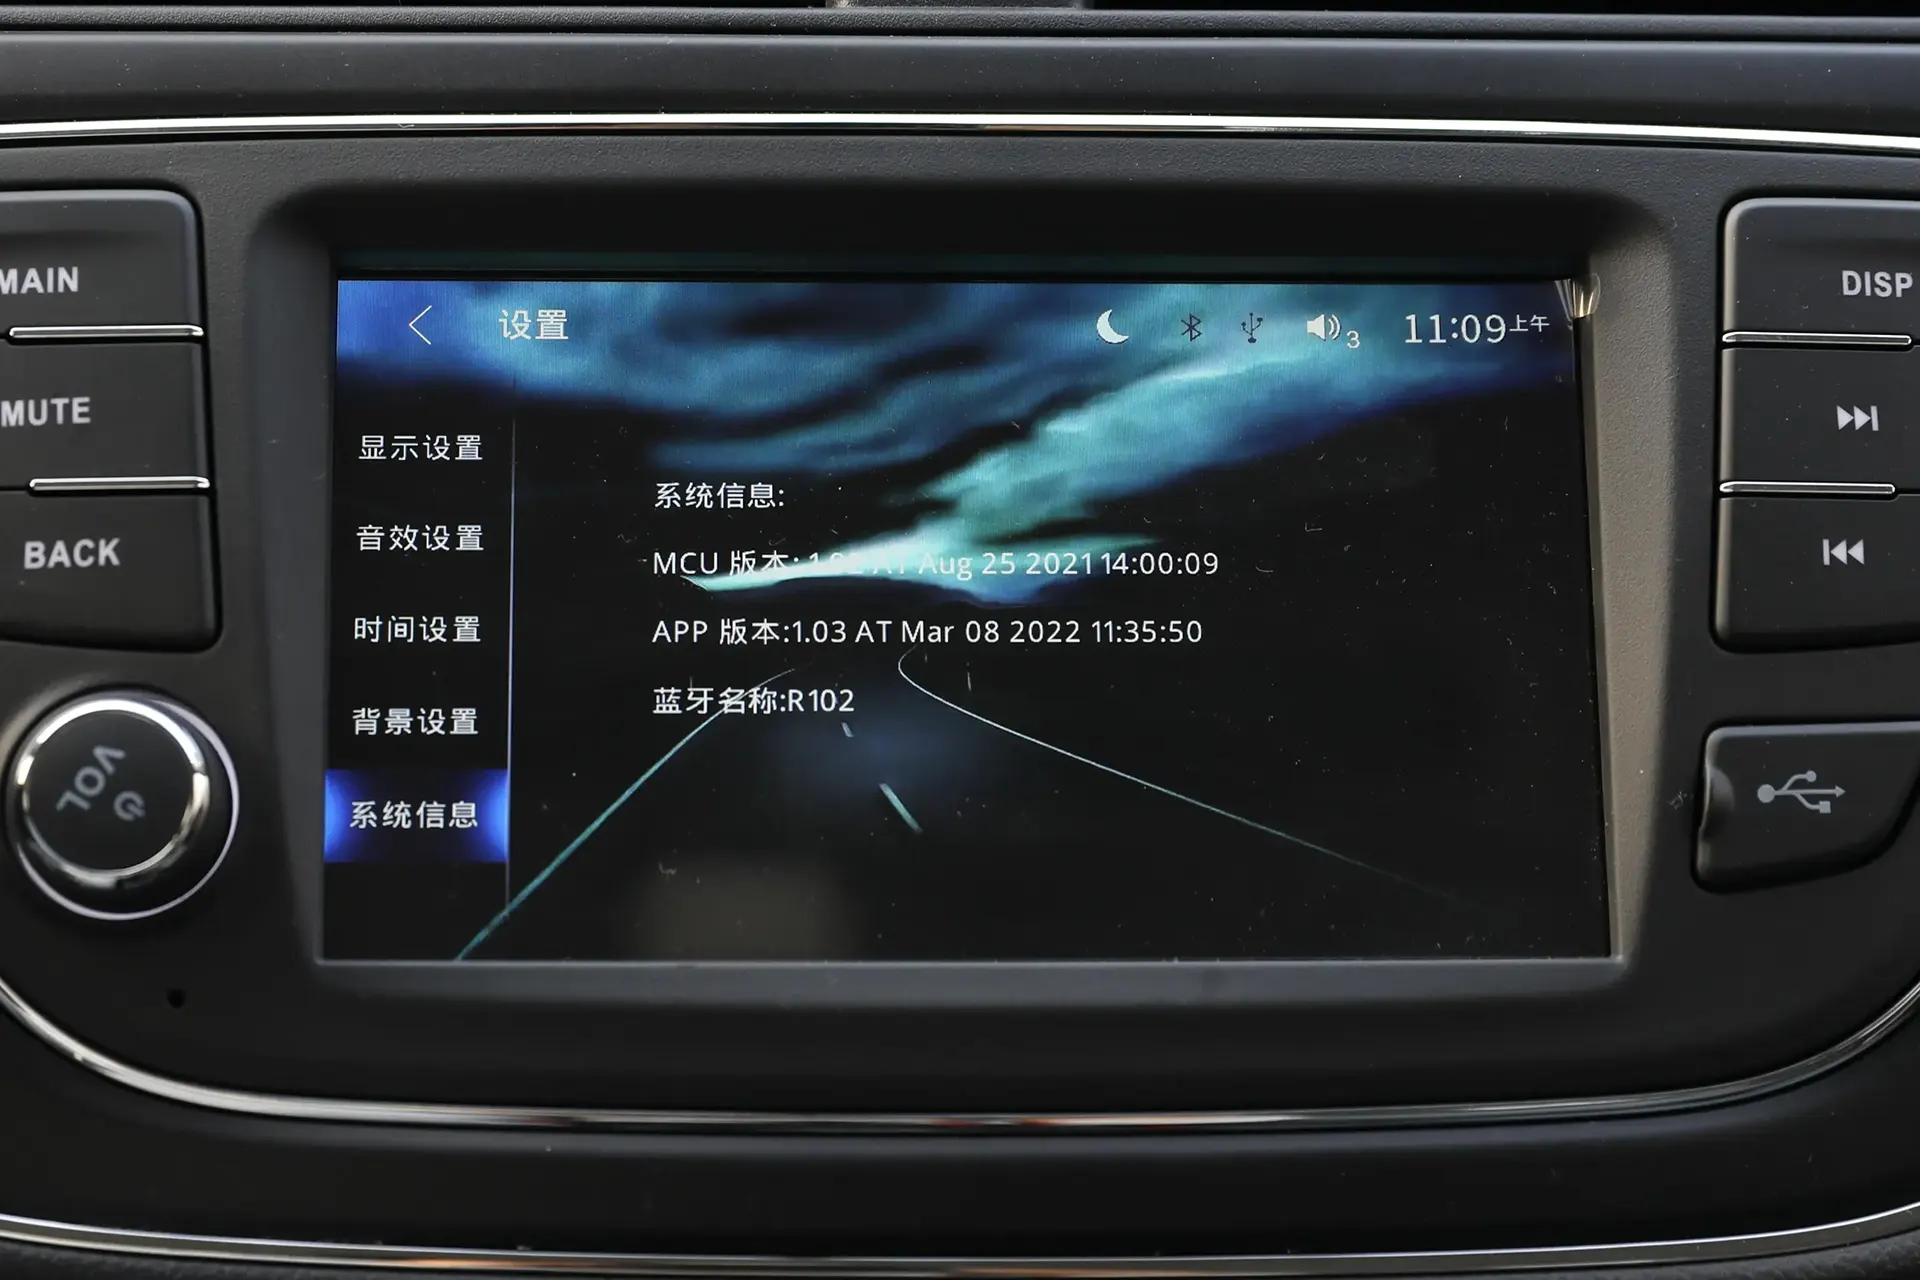 MAIN
MUTE
BACK
VOL
设置
3
11:09上午
显示设置
音效设置
时间设置
背景设置
系统信息
系统信息:
MCU 版本: 1.02 AT Aug 25 2021 14:00:09
APP 版本:1.03 AT Mar 08 2022 11:35:50
蓝牙名称:R102
DISP